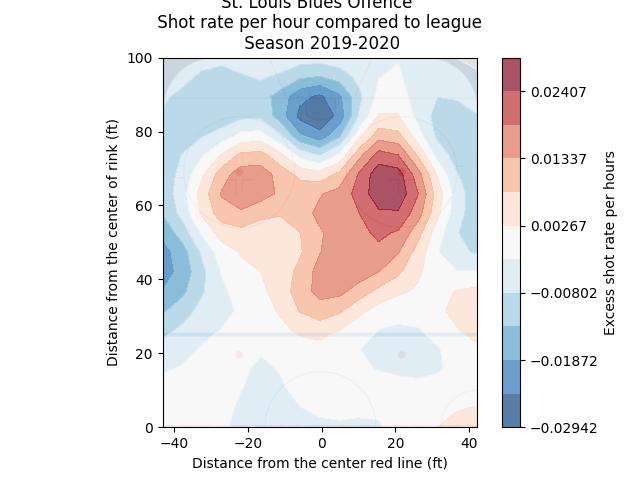 St. Louis Blues Offence
Shot rate per hour compared to league
Season 2019-2020
100
80
60
40
20
0
−40
−20
0
20
40
Distance from the center of rink (ft)
Distance from the center red line (ft)
0.02407
0.01337
0.00267
−0.00802
−0.01872
−0.02942
Excess shot rate per hours